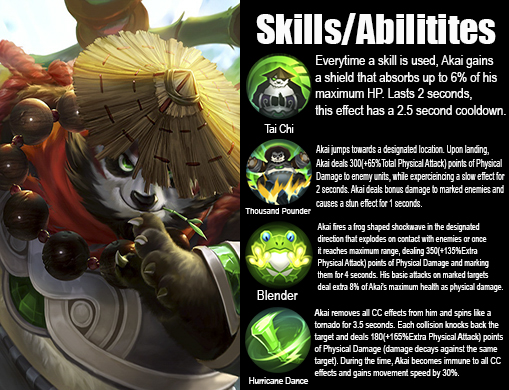 Skills/Abilitites
Everytime a skill is used, Akai gains
a shield that absorbs up to 6% of his
maximum HP. Lasts 2 seconds,
this effect has a 2.5 second cooldown.
Tai Chi
Akai jumps towards a designated location. Upon landing,
Akai deals 300(+65%Total Physical Attack) points of Physical
Damage to enemy units, while experciencing a slow effect for
2 seconds. Akai deals bonus damage to marked enemies and
causes a stun effect for 1 seconds.
Thousand Pounder
Akai fires a frog shaped shockwave in the designated
direction that explodes on contact with enemies or once
it reaches maximum range, dealing 350(+135%Extra
Physical Attack) points of Physical Damage and marking
them for 4 seconds. His basic attacks on marked targets
deal extra 8% of Akai's maximum health as physical damage.
Blender
Akai removes all CC effects from him and spins like a
tornado for 3.5 seconds. Each collision knocks back the
target and deals 180(+165%Extra Physical Attack) points
of Physical Damage (damage decays against the same
target). During the time, Akai becomes immune to all CC
effects and gains movement speed by 30%.
Hurricane Dance